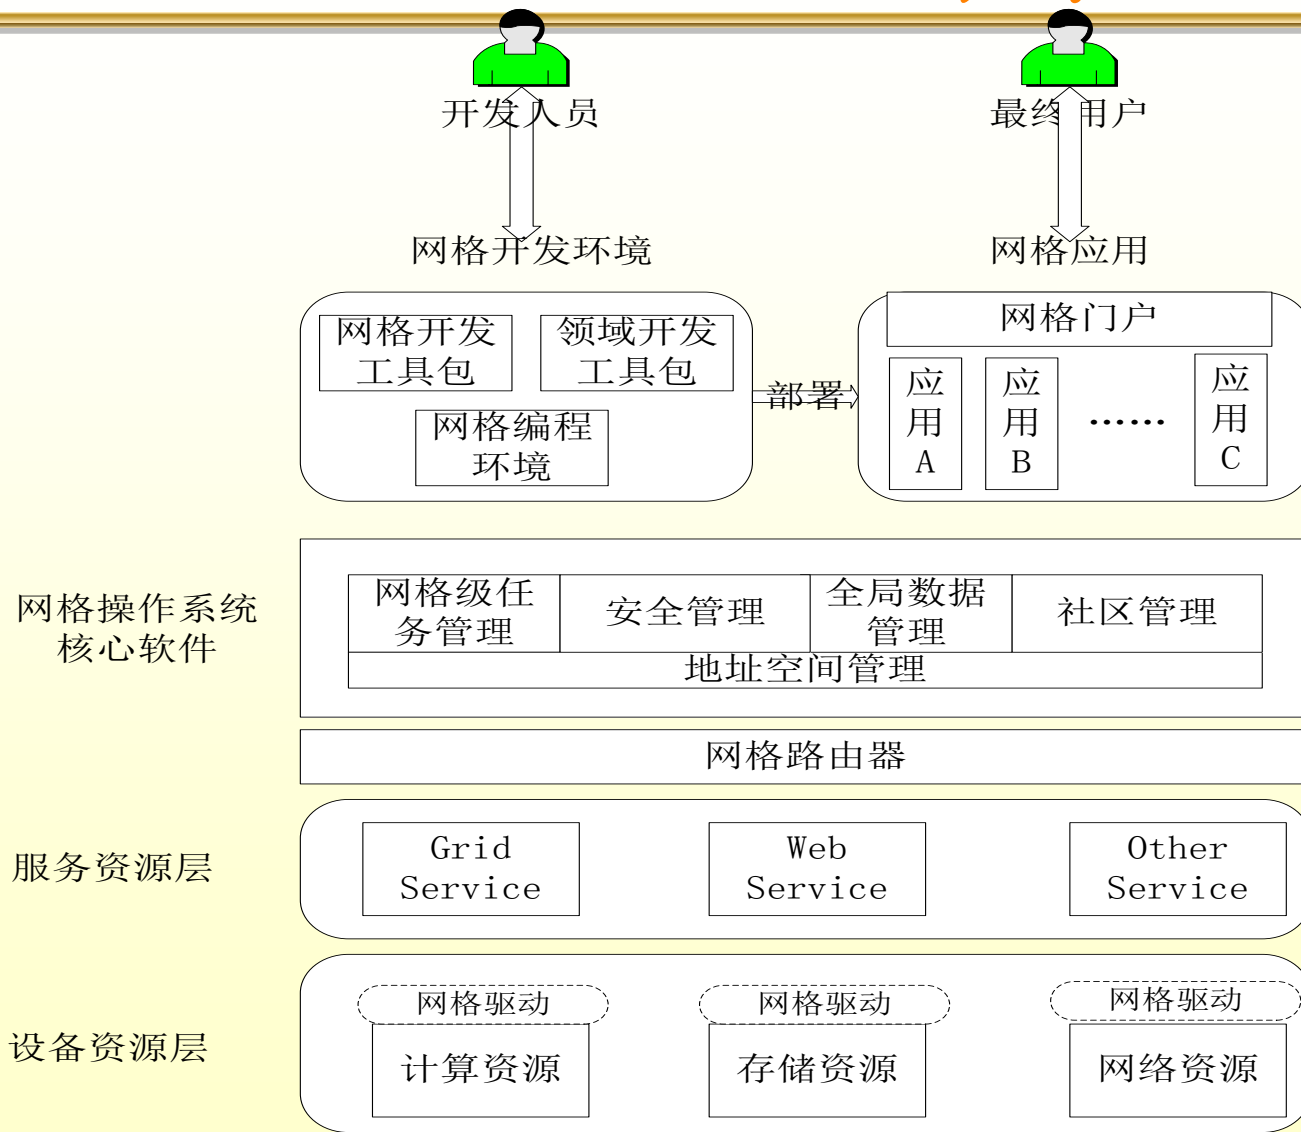 开发人员
最终用户
网格开发环境
网格应用
网格开发
工具包
领域开发
工具包
网格编程
环境
部署
网格门户
应
用
A
应
用
B
……
应
用
C
网格操作系统
核心软件
网格级任
务管理
安全管理
全局数据
管理
社区管理
地址空间管理
网格路由器
服务资源层
Grid
Service
Web
Service
Other
Service
设备资源层
网格驱动
计算资源
网格驱动
存储资源
网格驱动
网络资源